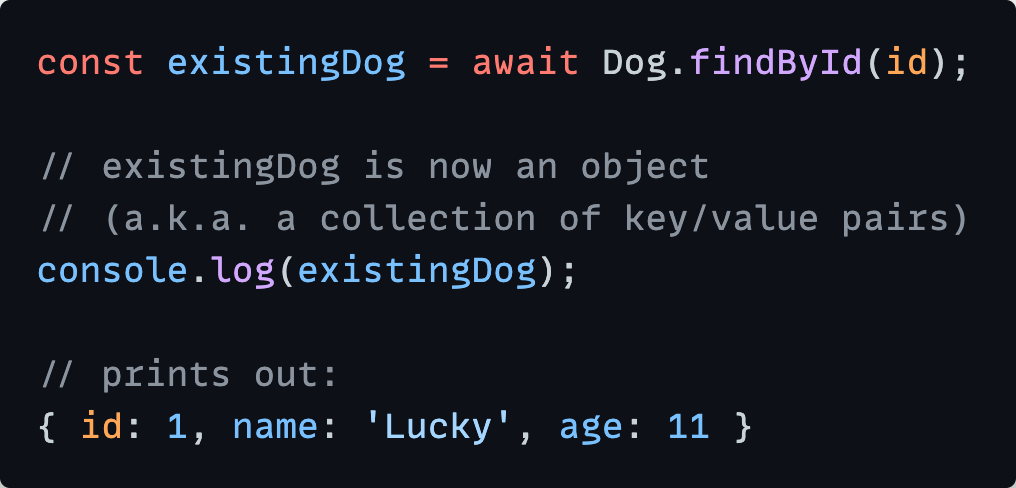 const existingDog = await Dog.findById(id);
// existingDog is now an object
// (a.k.a. a collection of key/value pairs)
console.log(existingDog);
// prints out:
{ id: 1, name: 'Lucky', age: 11 }